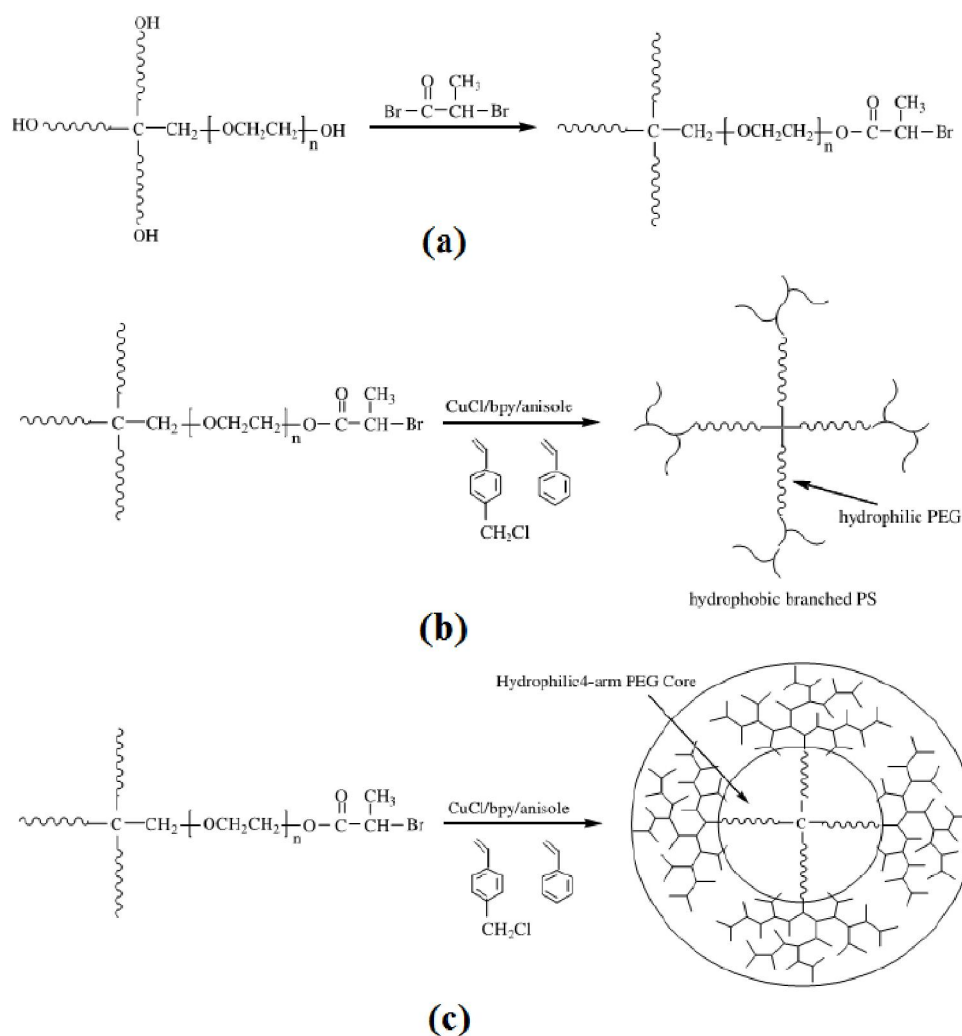 OH
O CH₃
Br—C—CH—Br
HO C—CH₂—[OCH₂CH₂]ₙ—OH
OH
O CH₃
C—CH₂—[OCH₂CH₂]ₙ—O—C—CH—Br
(a)
O CH₃
C—CH₂—[OCH₂CH₂]ₙ—O—C—CH—Br
CuCl/bpy/anisole
CH₂Cl
hydrophilic PEG
hydrophobic branched PS
(b)
Hydrophilic4-arm PEG Core
O CH₃
C—CH₂—[OCH₂CH₂]ₙ—O—C—CH—Br
CuCl/bpy/anisole
CH₂Cl
C
(c)